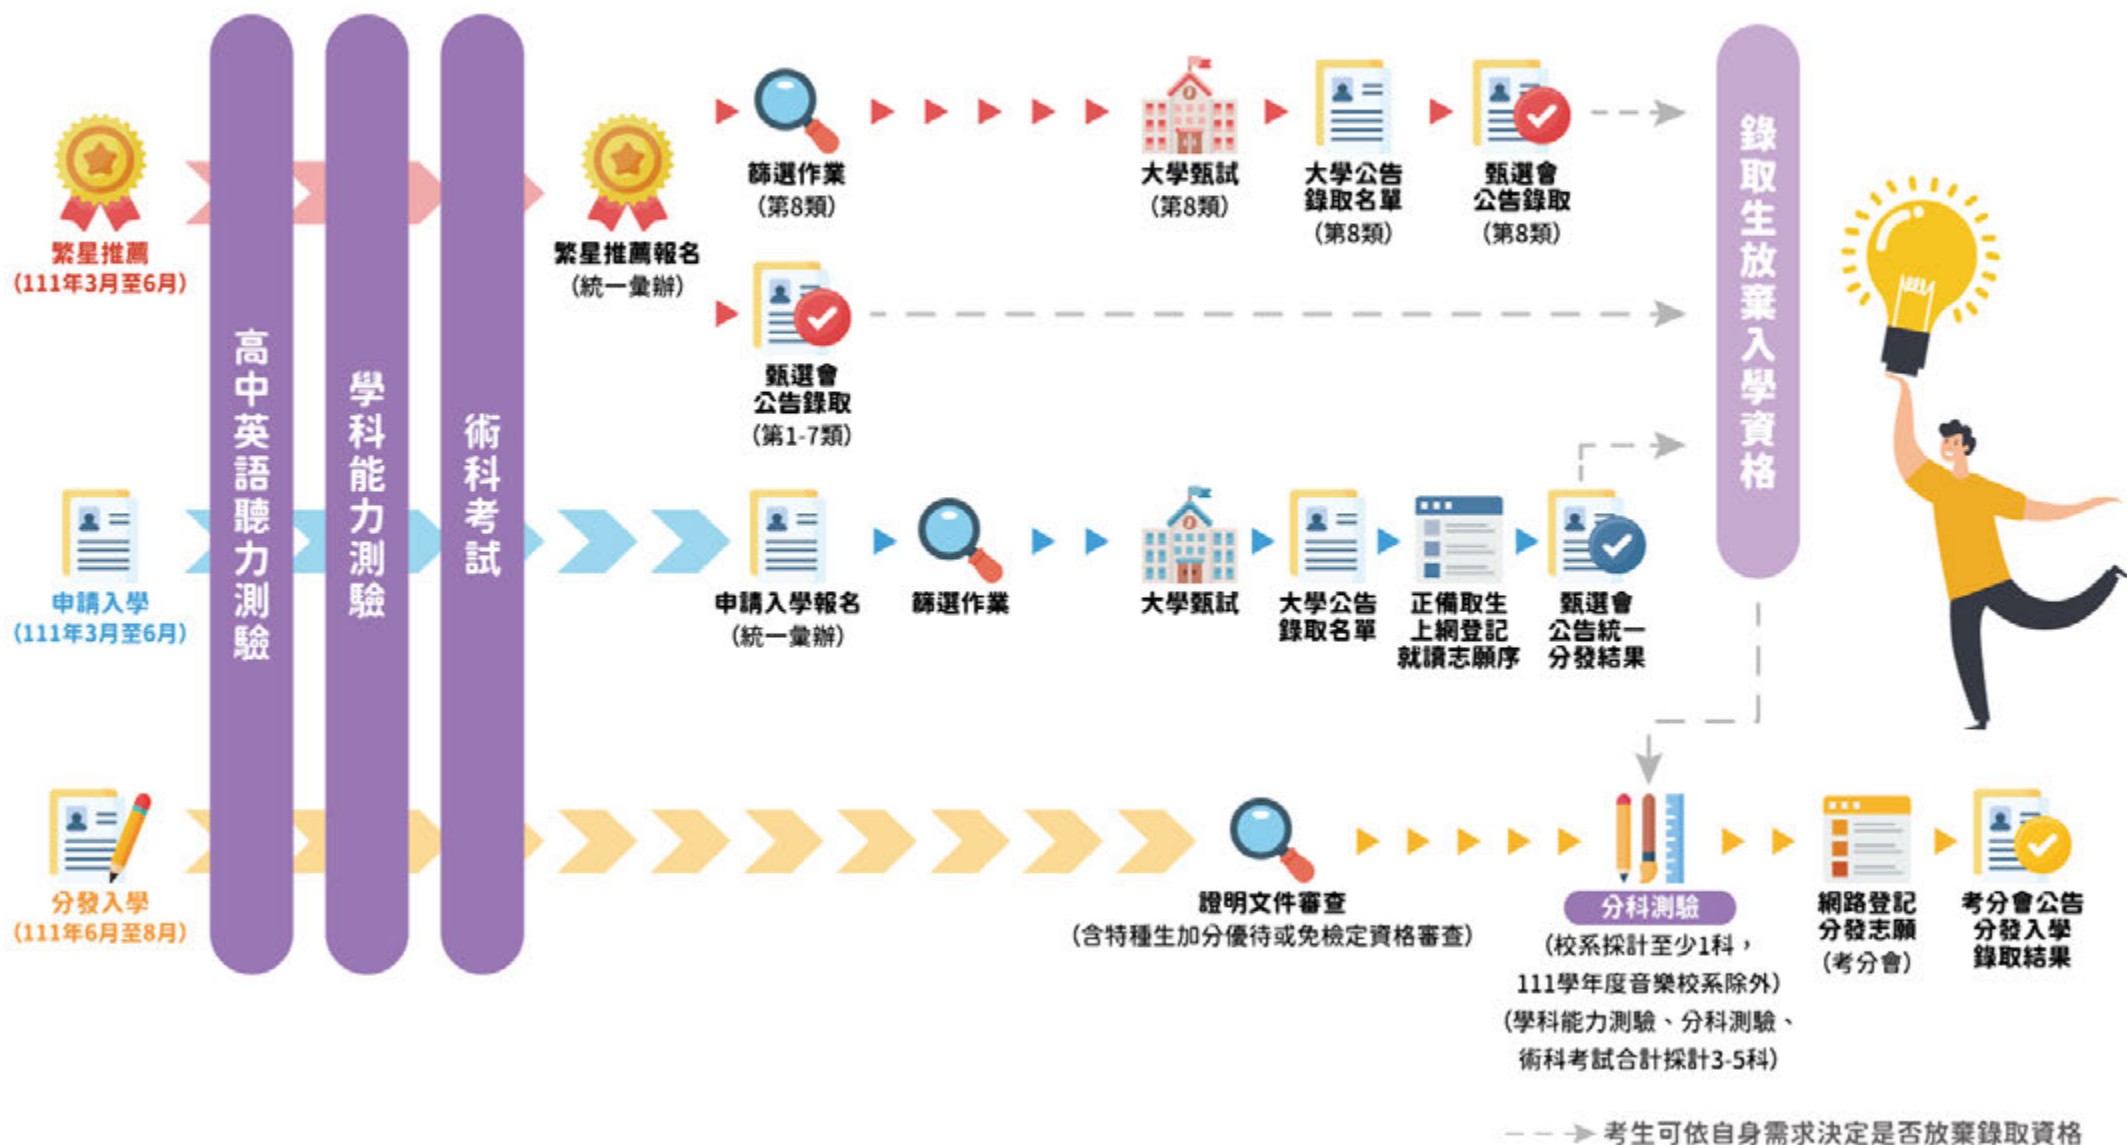 繁星推薦
(111年3月至6月)
申請入學
(111年3月至6月)
分發入學
(111年6月至8月)
高中英語聽力測驗
學科能力測驗
術科考試
繁星推薦報名
(統一彙辦)
篩選作業
(第8類)
大學甄試
(第8類)
大學公告
錄取名單
(第8類)
甄選會
公告錄取
(第8類)
甄選會
公告錄取
(第1-7類)
錄取生放棄入學資格
申請入學報名
(統一彙辦)
篩選作業
大學甄試
大學公告
錄取名單
正備取生
上網登記
就讀志願序
甄選會
公告統一
分發結果
證明文件審查
(含特種生加分優待或免檢定資格審查)
分科測驗
(校系採計至少1科，
111學年度音樂校系除外)
(學科能力測驗、分科測驗、
術科考試合計採計3-5科)
網路登記
分發志願
(考分會)
考分會公告
分發入學
錄取結果
考生可依自身需求決定是否放棄錄取資格